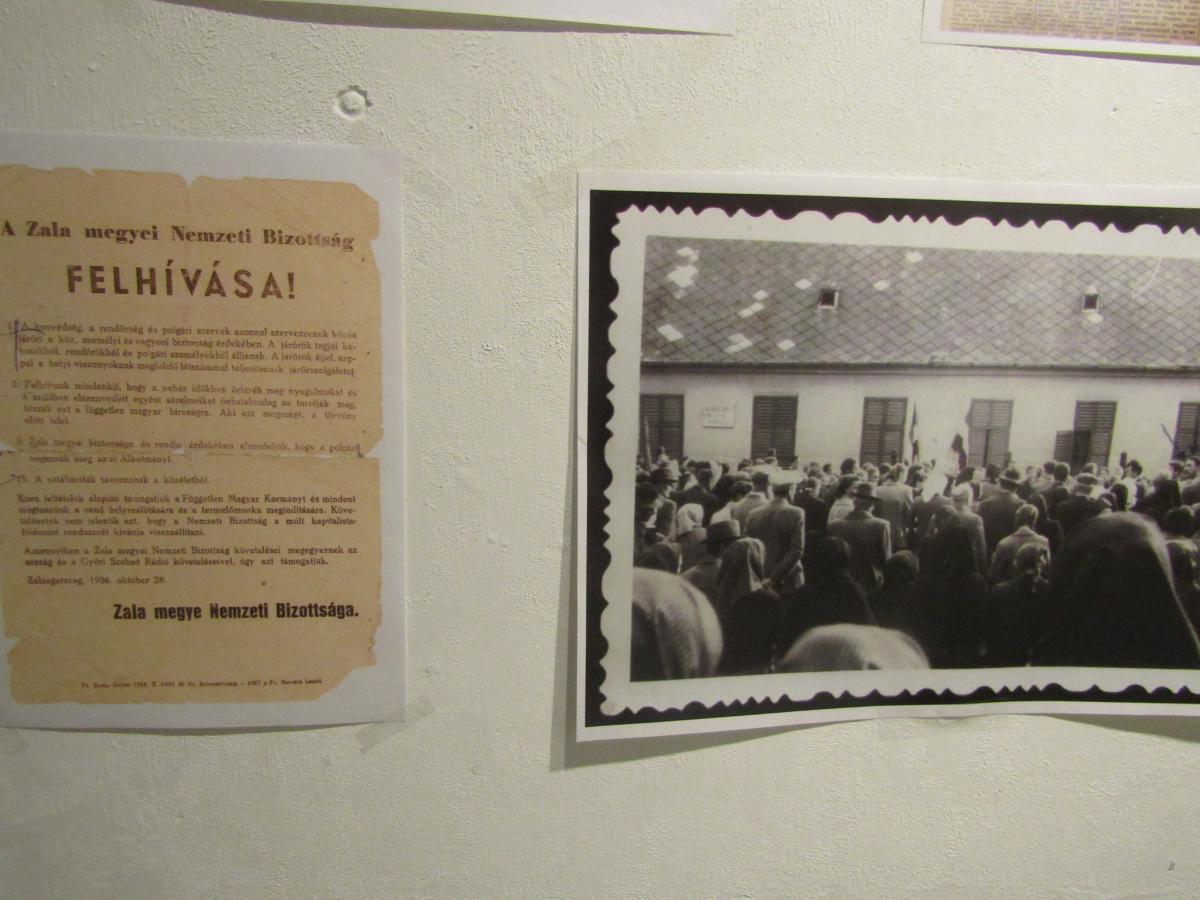 A Zala megyei Nemzeti Bizottság
FELHÍVÁSA!
1. A honvédség, a rendőrség és polgári szervek azonnal szervezzenek közös
járőrt a köz, személyi és vagyoni biztonság érdekében. A járőrök tagjai ka-
tonákból, rendőrökből és polgári személyekből álljanak. A járőrök éjjel, nap-
pal a helyi viszonyoknak megfelelő létszámmal teljesítsenek járőrszolgálatot.
2. Felhívunk mindenkit, hogy a nehéz időkben őrizzék meg nyugalmukat és
a múltban elszenvedett egyéni sérelmeiket önhatalmulag ne torolják meg,
bízzák ezt a független magyar bíróságra. Aki ezt megszegi, a törvény
előtt felel.
3. Zala megye biztonsága és rendje érdekében elrendeljük, hogy a polgári
vegezzák meg az új Alkotmányt.
15. A sztálinisták távozzanak a közéletből.
Ezen feltételek alapján támogatjuk a Független Magyar Kormányt és mindent
megteszünk a rend helyreállítására és a termelőmunka megindítására. Köve-
telésünk nem jelentik azt, hogy a Nemzeti Bizottság a múlt kapitalista-
földesúri rendszerét kívánja visszaállítani.
Amennyiben a Zala megyei Nemzeti Bizottság követelései megegyeznek az
ország és a Győri Szabad Rádió követeléseivel, úgy azt támogatjuk.
Zalaegerszeg, 1956. október 28.
Zala megye Nemzeti Bizottsága.